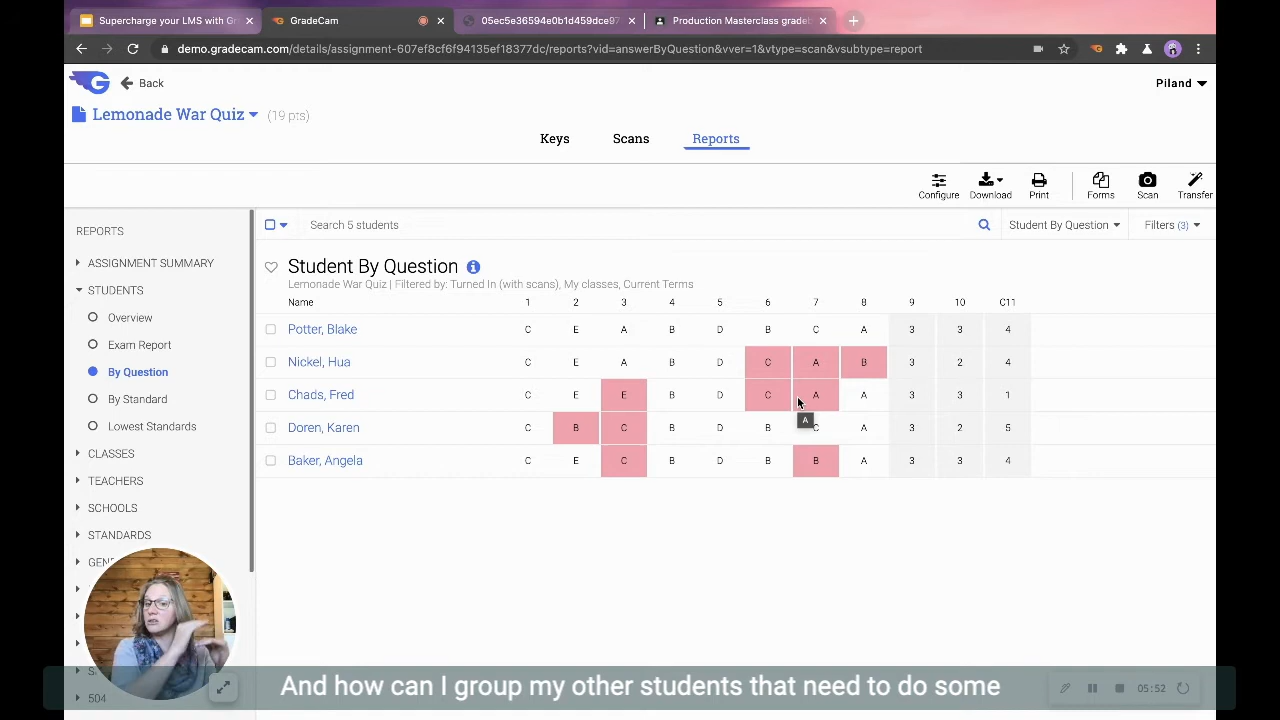 Supercharge your LMS with Gr
GradeCam
05ec5e36594e0b1d459dce97
Production Masterclass gradeb
demo.gradecam.com/details/assignment-607ef8cf6f94135ef18377dc/reports?vid=answerByQuestion&vver=1&vtype=scan&vsubtype=report
G
Back
Piland
Lemonade War Quiz (19 pts)
Keys Scans Reports
Configure Download Print Forms Scan Transfer
REPORTS
Search 5 students
Student By Question
Filters (3)
ASSIGNMENT SUMMARY
STUDENTS
Overview
Exam Report
By Question
By Standard
Lowest Standards
CLASSES
TEACHERS
SCHOOLS
STANDARDS
GEN
504
Student By Question
Lemonade War Quiz | Filtered by: Turned In (with scans), My classes, Current Terms
Name 1 2 3 4 5 6 7 8 9 10 C11
Potter, Blake C E A B D B C A 3 3 4
Nickel, Hua C E A B D C A B 3 2 4
Chads, Fred C E E B D C A A 3 3 1
A
Doren, Karen C B C B D B C A 3 2 5
Baker, Angela C E C B D B B A 3 3 4
And how can I group my other students that need to do some
05:52